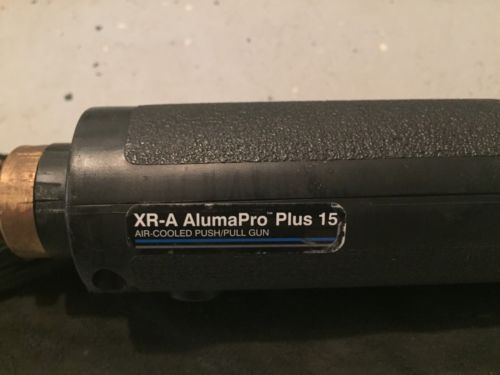 XR-A AlumaPro™ Plus 15
AIR-COOLED PUSH/PULL GUN